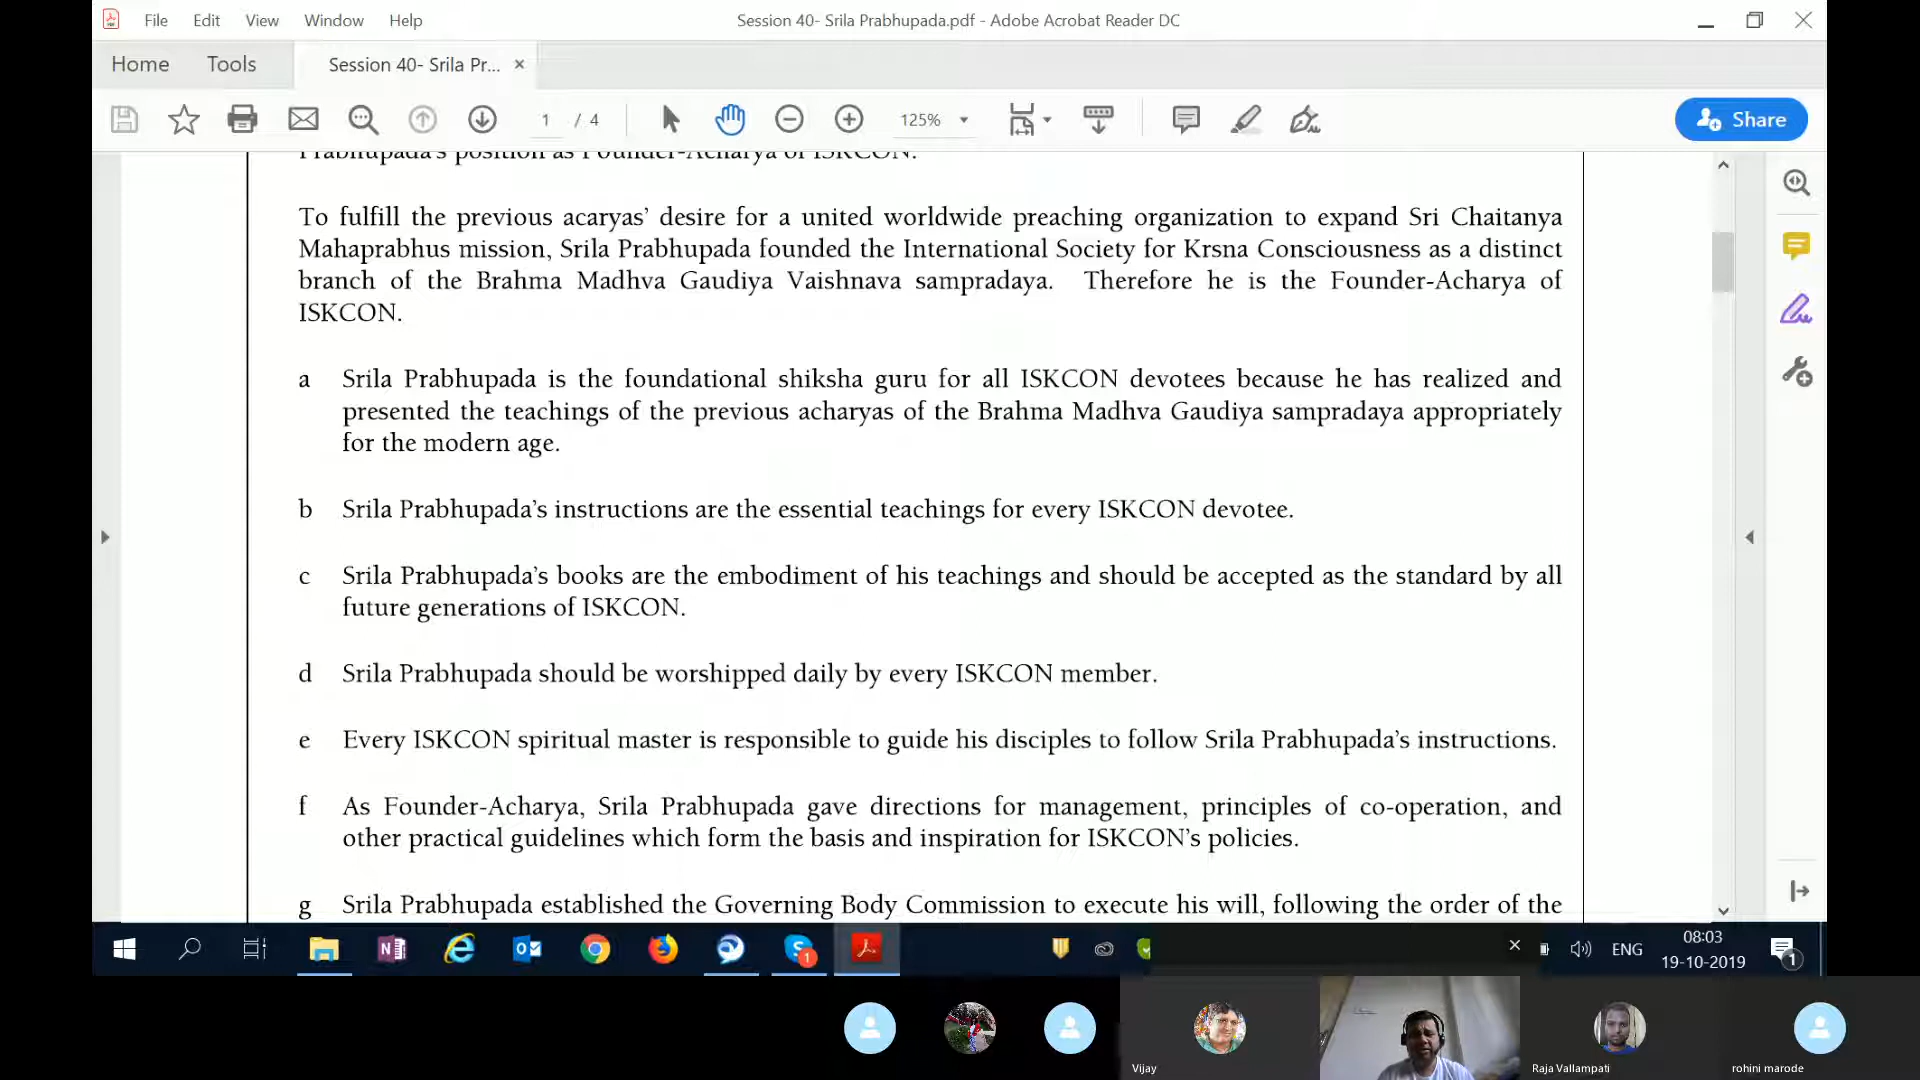 File Edit View Window Help
Session 40- Srila Prabhupada.pdf - Adobe Acrobat Reader DC
Home Tools Session 40- Srila Pr... ×
1 / 4 125% Share
Prabhupada's position as Founder-Acharya of ISKCON.
To fulfill the previous acaryas’ desire for a united worldwide preaching organization to expand Sri Chaitanya
Mahaprabhus mission, Srila Prabhupada founded the International Society for Krsna Consciousness as a distinct
branch of the Brahma Madhva Gaudiya Vaishnava sampradaya. Therefore he is the Founder-Acharya of
ISKCON.
a Srila Prabhupada is the foundational shiksha guru for all ISKCON devotees because he has realized and
presented the teachings of the previous acharyas of the Brahma Madhva Gaudiya sampradaya appropriately
for the modern age.
b Srila Prabhupada’s instructions are the essential teachings for every ISKCON devotee.
c Srila Prabhupada’s books are the embodiment of his teachings and should be accepted as the standard by all
future generations of ISKCON.
d Srila Prabhupada should be worshipped daily by every ISKCON member.
e Every ISKCON spiritual master is responsible to guide his disciples to follow Srila Prabhupada’s instructions.
f As Founder-Acharya, Srila Prabhupada gave directions for management, principles of co-operation, and
other practical guidelines which form the basis and inspiration for ISKCON’s policies.
g Srila Prabhupada established the Governing Body Commission to execute his will, following the order of the
ENG
08:03
19-10-2019
1
1
Vijay
Raja Vallampati
rohini marode